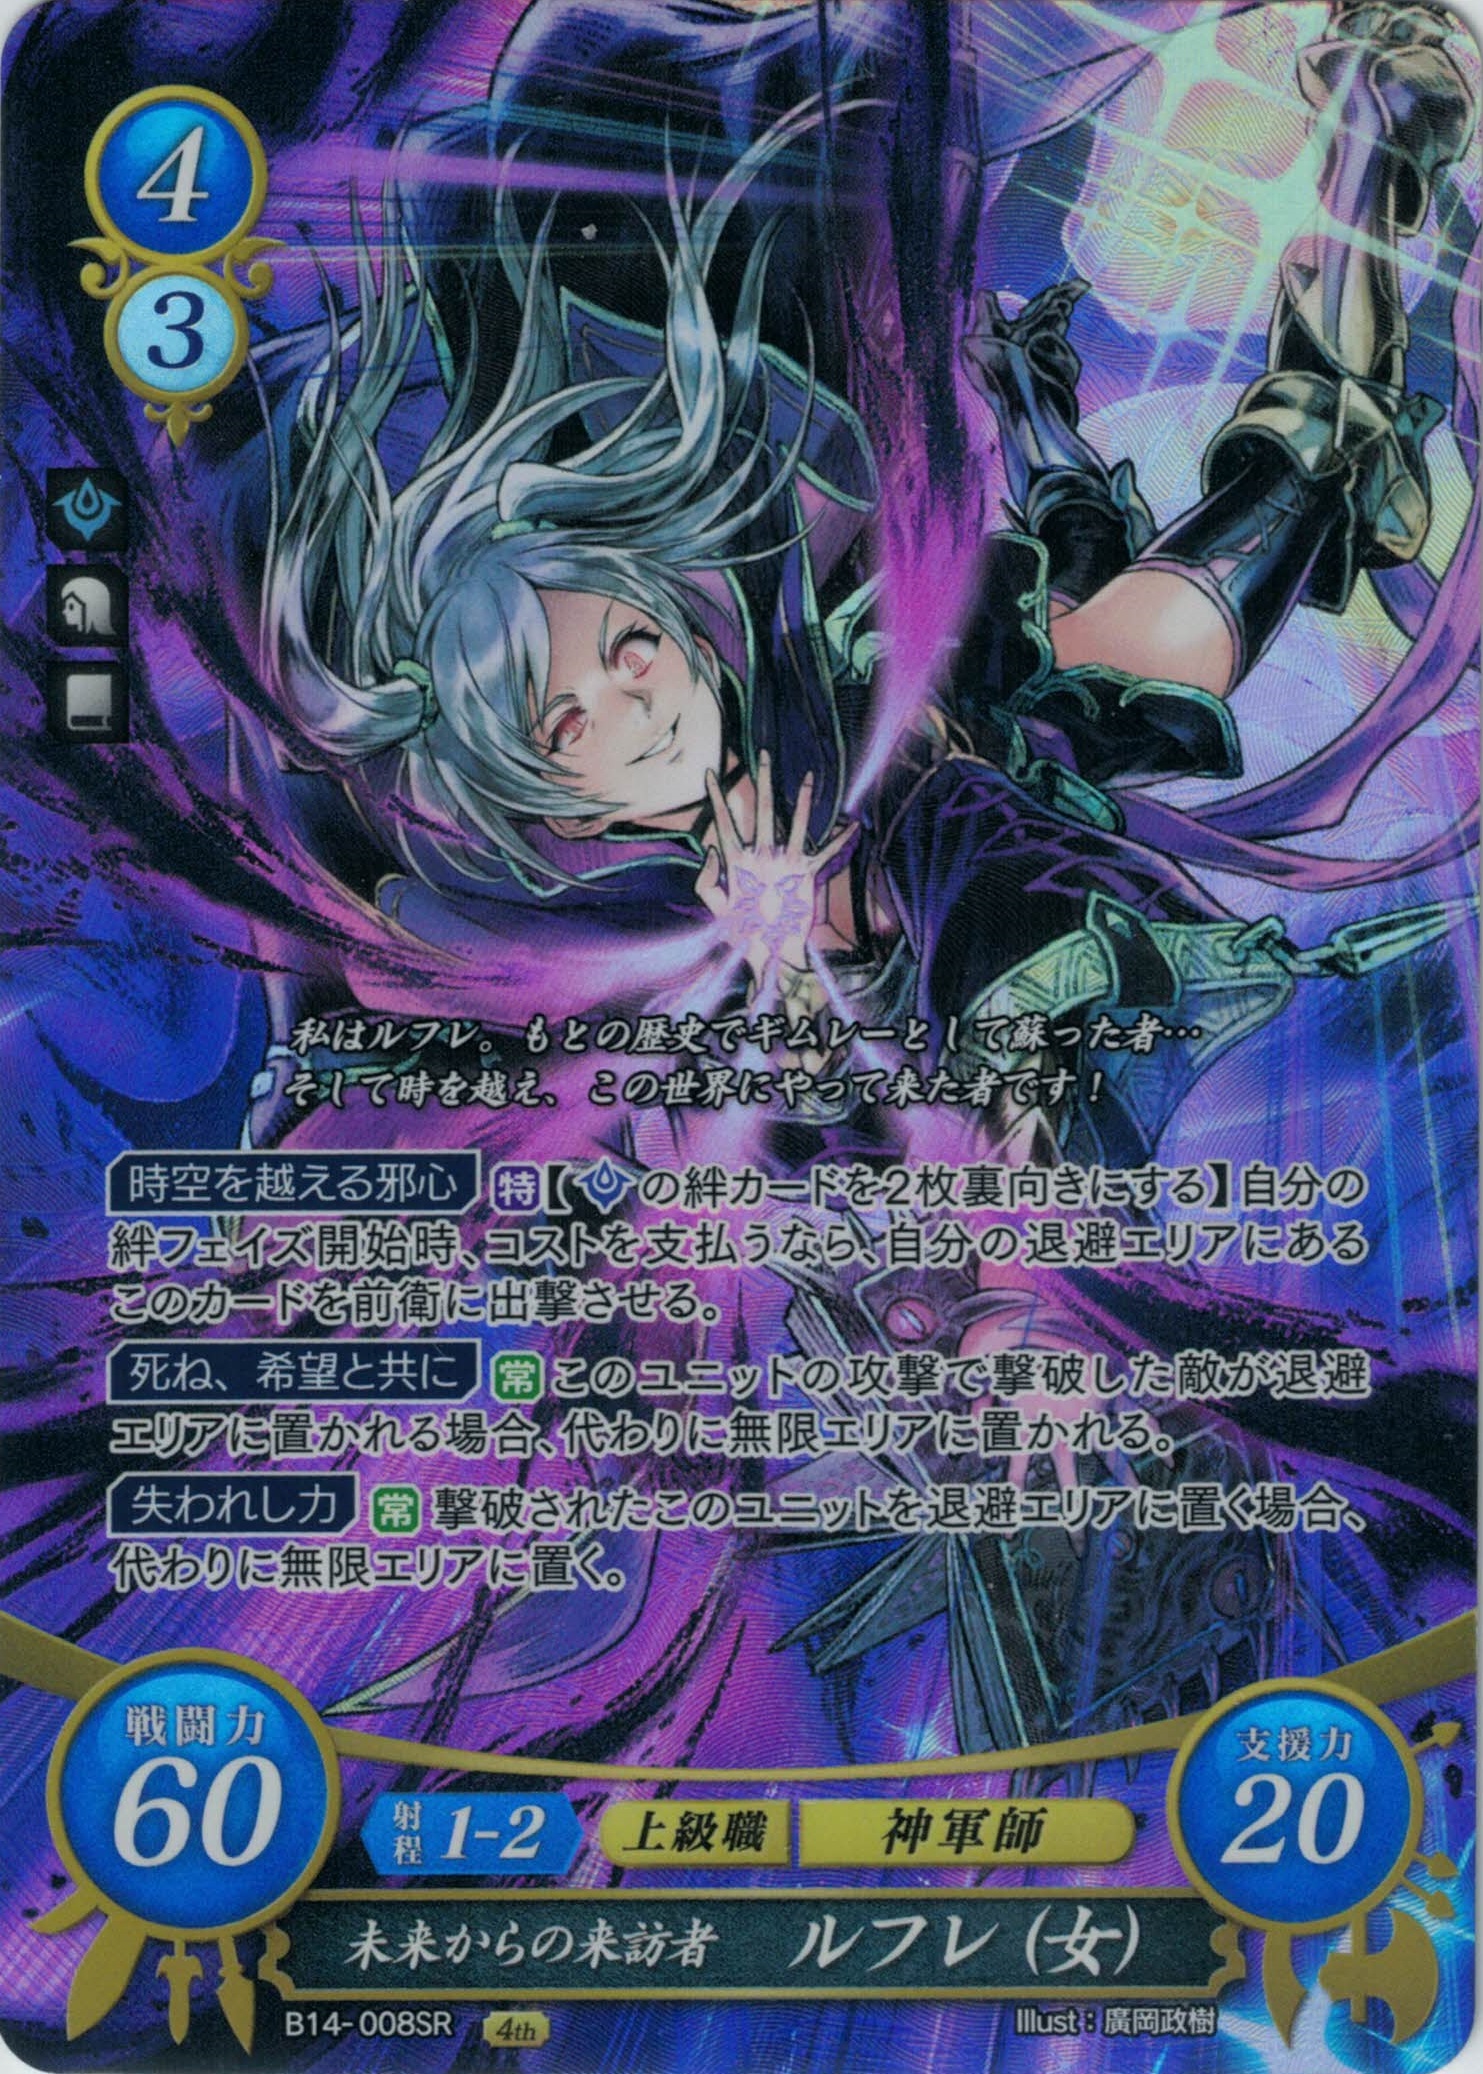 4
3
私はルフレ。もとの歴史でギムレーとして蘇った者…
そして時を越え、この世界にやって来た者です！
時空を越える邪心 特【の絆カードを2枚裏向きにする】自分の
絆フェイズ開始時、コストを支払うなら、自分の退避エリアにある
このカードを前衛に出撃させる。
死ね、希望と共に 常 このユニットの攻撃で撃破した敵が退避
エリアに置かれる場合、代わりに無限エリアに置かれる。
失われし力 常 撃破されたこのユニットを退避エリアに置く場合、
代わりに無限エリアに置く。
戦闘力
60
射程 1-2
上級職
神軍師
支援力
20
未来からの来訪者 ルフレ（女）
B14-008SR 4th
Illust：廣岡政樹